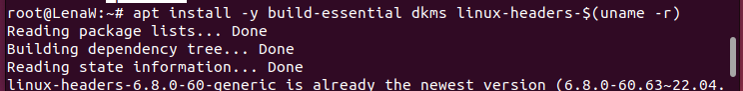 root@LenaW:~# apt install -y build-essential dkms linux-headers-$(uname -r)
Reading package lists... Done
Building dependency tree... Done
Reading state information... Done
linux-headers-6.8.0-60-generic is already the newest version (6.8.0-60.63~22.04.